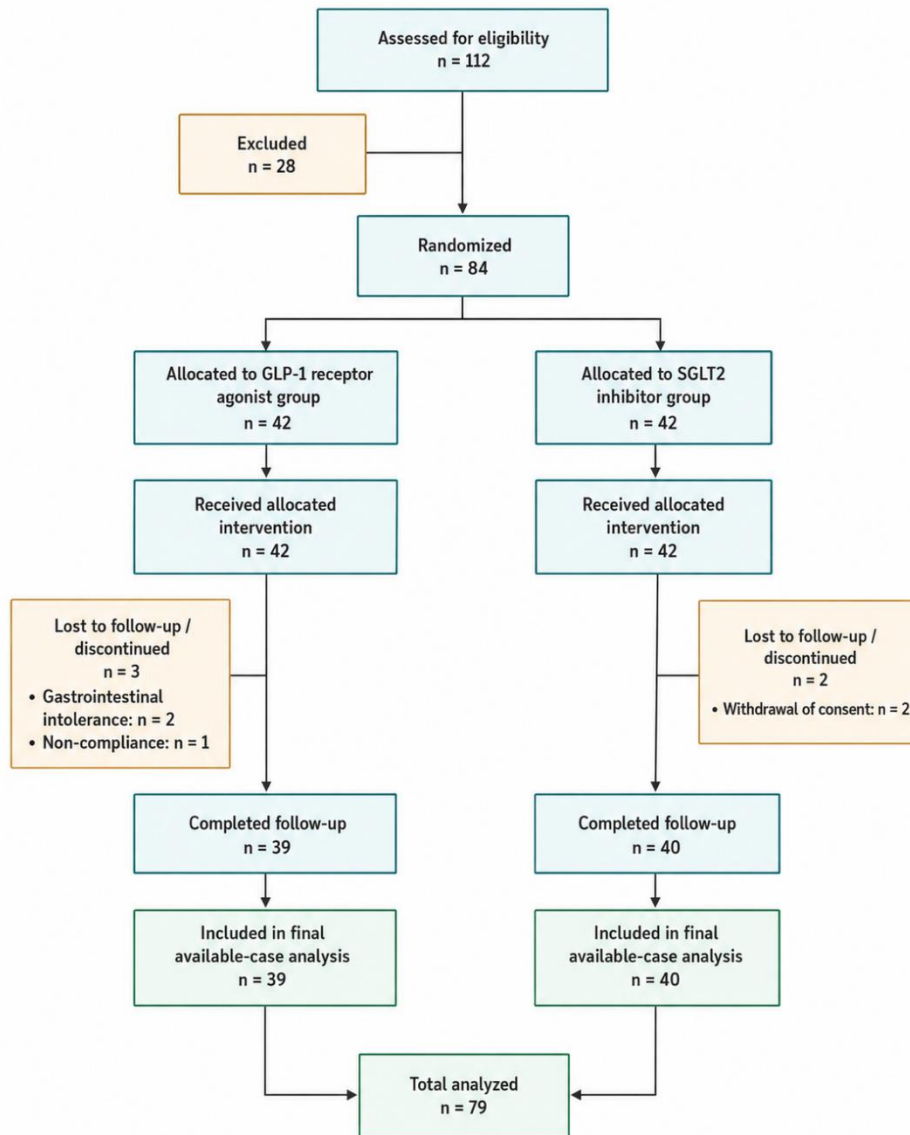 Assessed for eligibility
n = 112
Excluded
n = 28
Randomized
n = 84
Allocated to GLP-1 receptor
agonist group
n = 42
Allocated to SGLT2
inhibitor group
n = 42
Received allocated
intervention
n = 42
Received allocated
intervention
n = 42
Lost to follow-up /
discontinued
n = 3
• Gastrointestinal
intolerance: n = 2
• Non-compliance: n = 1
Lost to follow-up /
discontinued
n = 2
• Withdrawal of consent: n = 2
Completed follow-up
n = 39
Completed follow-up
n = 40
Included in final
available-case analysis
n = 39
Included in final
available-case analysis
n = 40
Total analyzed
n = 79